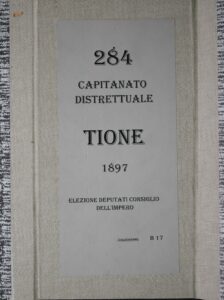 284
CAPITANATO
DISTRETTUALE
TIONE
1897
ELEZIONE DEPUTATI CONSIGLIO
DELL'IMPERO
B 17